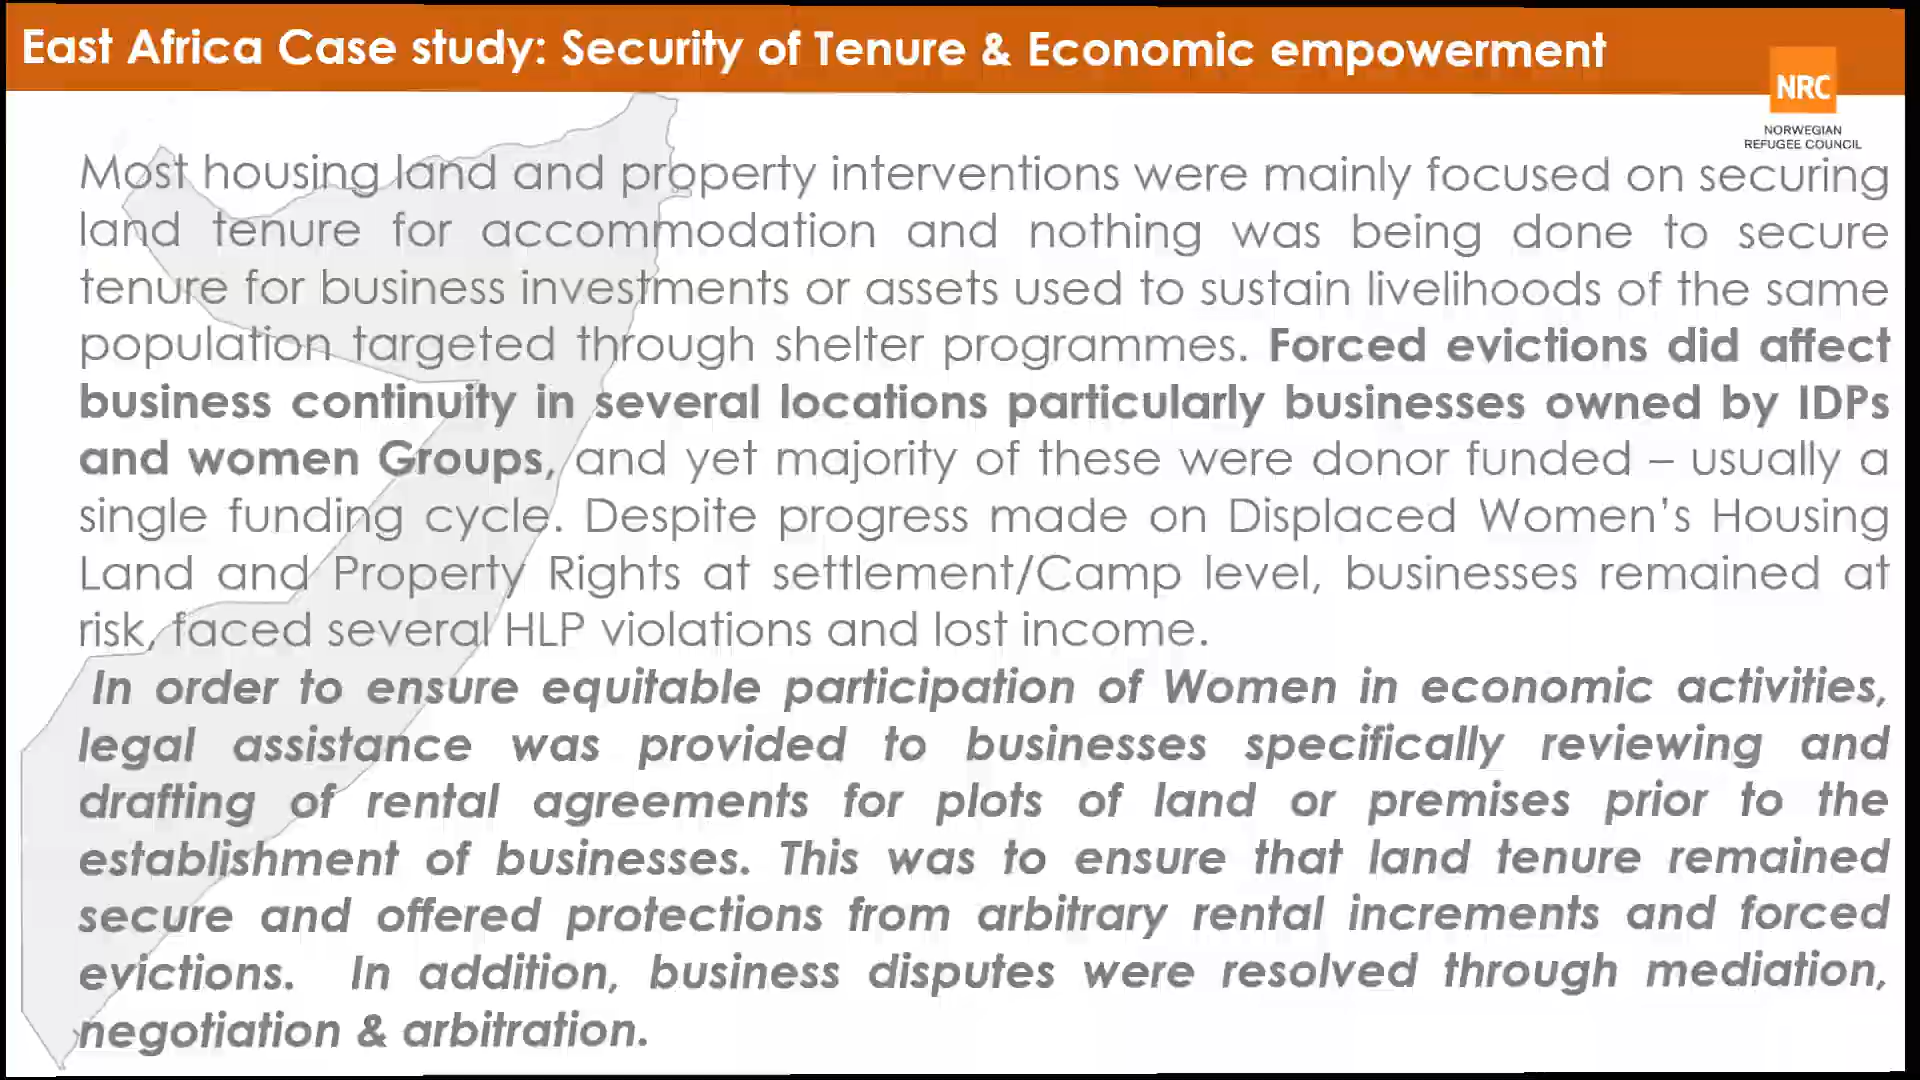 East Africa Case study: Security of Tenure & Economic empowerment
NRC
NORWEGIAN
REFUGEE COUNCIL
Most housing land and property interventions were mainly focused on securing
land tenure for accommodation and nothing was being done to secure
tenure for business investments or assets used to sustain livelihoods of the same
population targeted through shelter programmes. Forced evictions did affect
business continuity in several locations particularly businesses owned by IDPs
and women Groups, and yet majority of these were donor funded – usually a
single funding cycle. Despite progress made on Displaced Women's Housing
Land and Property Rights at settlement/Camp level, businesses remained at
risk, faced several HLP violations and lost income.
In order to ensure equitable participation of Women in economic activities,
legal assistance was provided to businesses specifically reviewing and
drafting of rental agreements for plots of land or premises prior to the
establishment of businesses. This was to ensure that land tenure remained
secure and offered protections from arbitrary rental increments and forced
evictions. In addition, business disputes were resolved through mediation,
negotiation & arbitration.